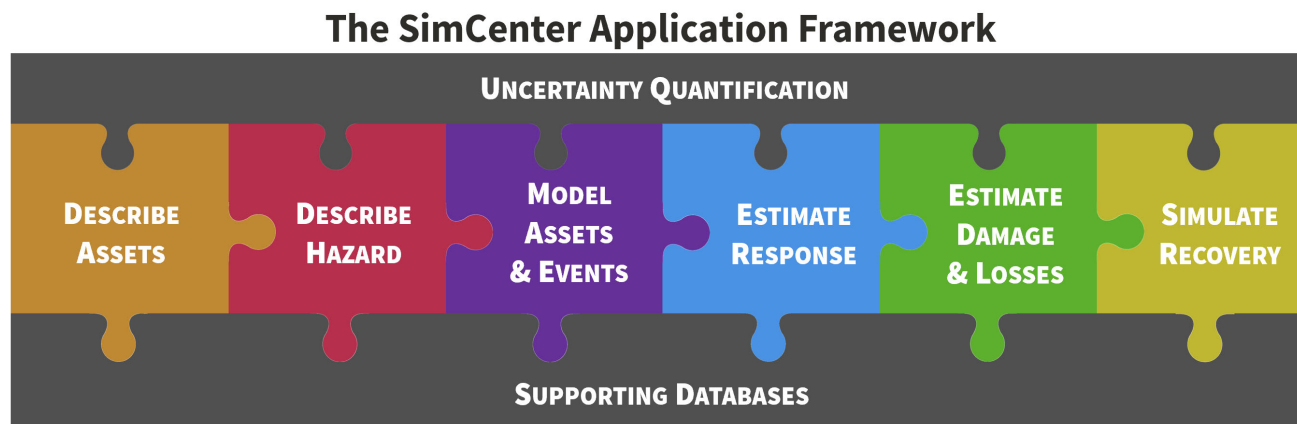 The SimCenter Application Framework
Uncertainty Quantification
Describe
Assets
Describe
Hazard
Model
Assets
& Events
Estimate
Response
Estimate
Damage
& Losses
Simulate
Recovery
Supporting Databases